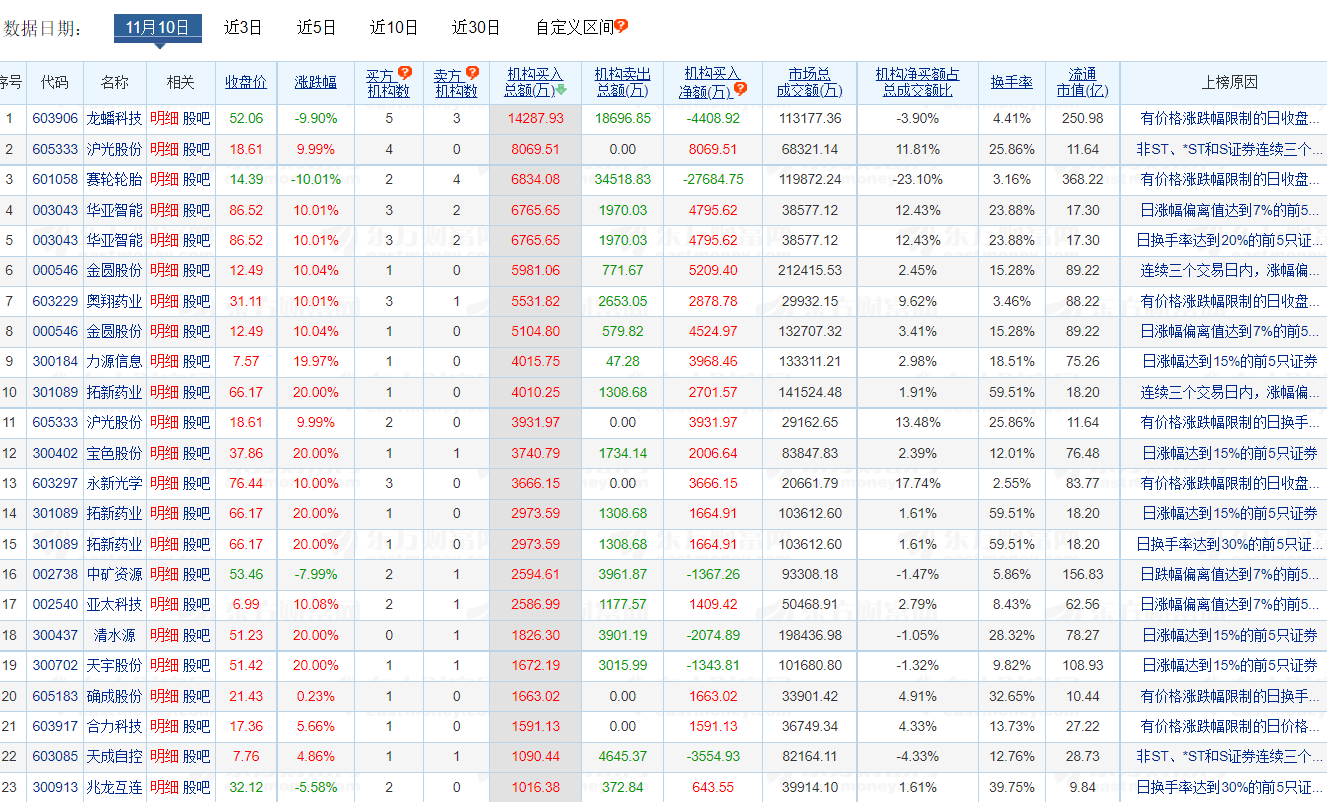 数据日期： 11月10日 近3日 近5日 近10日 近30日 自定义区间
序号 代码 名称 相关 收盘价 涨跌幅 买方机构数 卖方机构数 机构买入总额(万) 机构卖出总额(万) 机构买入净额(万) 市场总成交额(万) 机构净买额占总成交额比 换手率 流通市值(亿) 上榜原因
1 603906 龙蟠科技 明细 股吧 52.06 -9.90% 5 3 14287.93 18696.85 -4408.92 113177.36 -3.90% 4.41% 250.98 有价格涨跌幅限制的日收盘...
2 605333 沪光股份 明细 股吧 18.61 9.99% 4 0 8069.51 0.00 8069.51 68321.14 11.81% 25.86% 11.64 非ST、*ST和S证券连续三个...
3 601058 赛轮轮胎 明细 股吧 14.39 -10.01% 2 4 6834.08 34518.83 -27684.75 119872.24 -23.10% 3.16% 368.22 有价格涨跌幅限制的日收盘...
4 003043 华亚智能 明细 股吧 86.52 10.01% 3 2 6765.65 1970.03 4795.62 38577.12 12.43% 23.88% 17.30 日涨幅偏离值达到7%的前5...
5 003043 华亚智能 明细 股吧 86.52 10.01% 3 2 6765.65 1970.03 4795.62 38577.12 12.43% 23.88% 17.30 日换手率达到20%的前5只证...
6 000546 金圆股份 明细 股吧 12.49 10.04% 1 0 5981.06 771.67 5209.40 212415.53 2.45% 15.28% 89.22 连续三个交易日内，涨幅偏...
7 603229 奥翔药业 明细 股吧 31.11 10.01% 3 1 5531.82 2653.05 2878.78 29932.15 9.62% 3.46% 88.22 有价格涨跌幅限制的日收盘...
8 000546 金圆股份 明细 股吧 12.49 10.04% 1 0 5104.80 579.82 4524.97 132707.32 3.41% 15.28% 89.22 日涨幅偏离值达到7%的前5...
9 300184 力源信息 明细 股吧 7.57 19.97% 1 0 4015.75 47.28 3968.46 133311.21 2.98% 18.51% 75.26 日涨幅达到15%的前5只证券
10 301089 拓新药业 明细 股吧 66.17 20.00% 1 0 4010.25 1308.68 2701.57 141524.48 1.91% 59.51% 18.20 连续三个交易日内，涨幅偏...
11 605333 沪光股份 明细 股吧 18.61 9.99% 2 0 3931.97 0.00 3931.97 29162.65 13.48% 25.86% 11.64 有价格涨跌幅限制的日换手...
12 300402 宝色股份 明细 股吧 37.86 20.00% 1 1 3740.79 1734.14 2006.64 83847.83 2.39% 12.01% 76.48 日涨幅达到15%的前5只证券
13 603297 永新光学 明细 股吧 76.44 10.00% 3 0 3666.15 0.00 3666.15 20661.79 17.74% 2.55% 83.77 有价格涨跌幅限制的日收盘...
14 301089 拓新药业 明细 股吧 66.17 20.00% 1 0 2973.59 1308.68 1664.91 103612.60 1.61% 59.51% 18.20 日涨幅达到15%的前5只证券
15 301089 拓新药业 明细 股吧 66.17 20.00% 1 0 2973.59 1308.68 1664.91 103612.60 1.61% 59.51% 18.20 日换手率达到30%的前5只证...
16 002738 中矿资源 明细 股吧 53.46 -7.99% 2 1 2594.61 3961.87 -1367.26 93308.18 -1.47% 5.86% 156.83 日跌幅偏离值达到7%的前5...
17 002540 亚太科技 明细 股吧 6.99 10.08% 2 1 2586.99 1177.57 1409.42 50468.91 2.79% 8.43% 62.56 日涨幅偏离值达到7%的前5...
18 300437 清水源 明细 股吧 51.23 20.00% 0 1 1826.30 3901.19 -2074.89 198436.98 -1.05% 28.32% 78.27 日涨幅达到15%的前5只证券
19 300702 天宇股份 明细 股吧 51.42 20.00% 1 1 1672.19 3015.99 -1343.81 101680.80 -1.32% 9.82% 108.93 日涨幅达到15%的前5只证券
20 605183 确成股份 明细 股吧 21.43 0.23% 1 0 1663.02 0.00 1663.02 33901.42 4.91% 32.65% 10.44 有价格涨跌幅限制的日换手...
21 603917 合力科技 明细 股吧 17.36 5.66% 1 0 1591.13 0.00 1591.13 36749.34 4.33% 13.73% 27.22 有价格涨跌幅限制的日价格...
22 603085 天成自控 明细 股吧 7.76 4.86% 1 1 1090.44 4645.37 -3554.93 82164.11 -4.33% 12.76% 28.73 非ST、*ST和S证券连续三个...
23 300913 兆龙互连 明细 股吧 32.12 -5.58% 2 0 1016.38 372.84 643.55 39914.10 1.61% 39.75% 9.84 日换手率达到30%的前5只证...